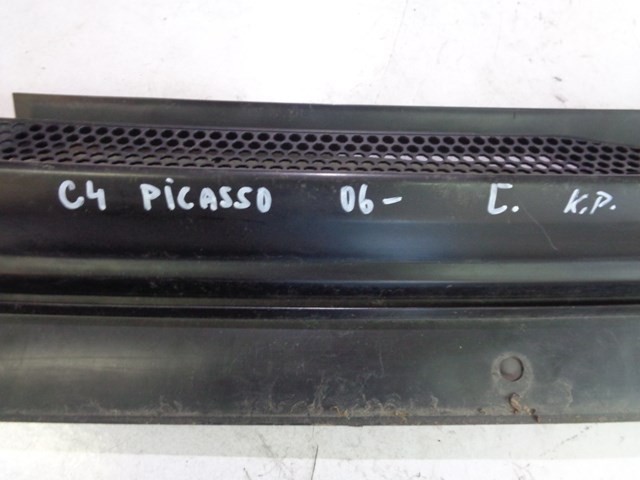 C4 PICASSO 06- C. K.P.